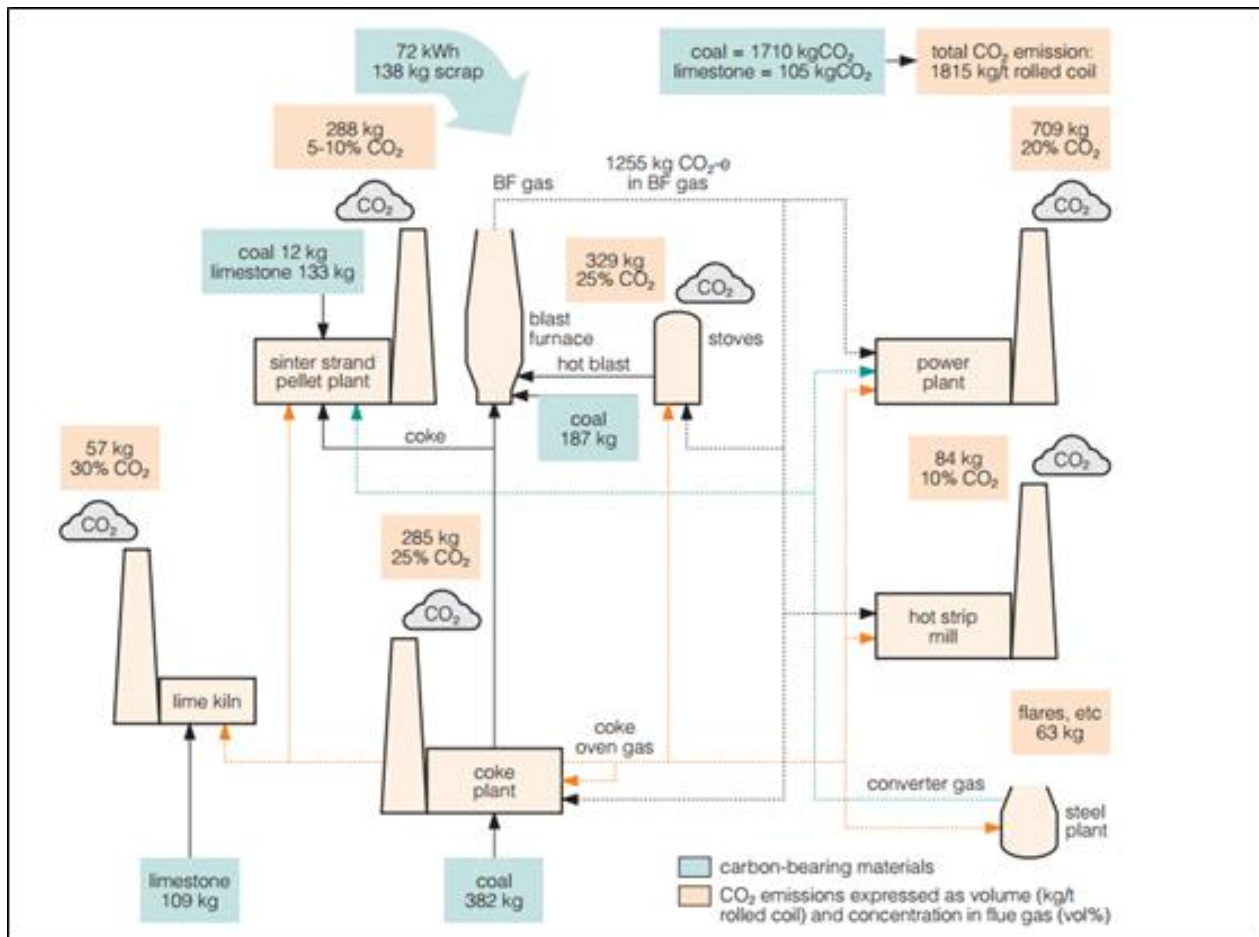 72 kWh
138 kg scrap
coal = 1710 kgCO₂
limestone = 105 kgCO₂
total CO₂ emission:
1815 kg/t rolled coil
288 kg
5-10% CO₂
709 kg
20% CO₂
BF gas
1255 kg CO₂-e
in BF gas
CO₂
CO₂
coal 12 kg
limestone 133 kg
329 kg
25% CO₂
CO₂
blast
furnace
stoves
sinter strand
pellet plant
hot blast
power
plant
coke
coal
187 kg
57 kg
30% CO₂
84 kg
10% CO₂
CO₂
CO₂
285 kg
25% CO₂
CO₂
hot strip
mill
lime kiln
flares, etc
63 kg
coke
oven gas
coke
plant
converter gas
steel
plant
limestone
109 kg
coal
382 kg
carbon-bearing materials
CO₂ emissions expressed as volume (kg/t
rolled coil) and concentration in flue gas (vol%)